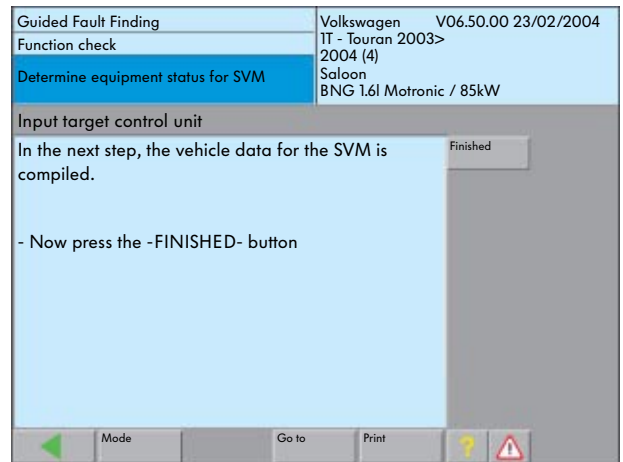 Guided Fault Finding
Function check
Determine equipment status for SVM
Volkswagen V06.50.00 23/02/2004
1T - Touran 2003>
2004 (4)
Saloon
BNG 1.6l Motronic / 85kW
Input target control unit
In the next step, the vehicle data for the SVM is
compiled.
- Now press the -FINISHED- button
Finished
Mode
Go to
Print
?